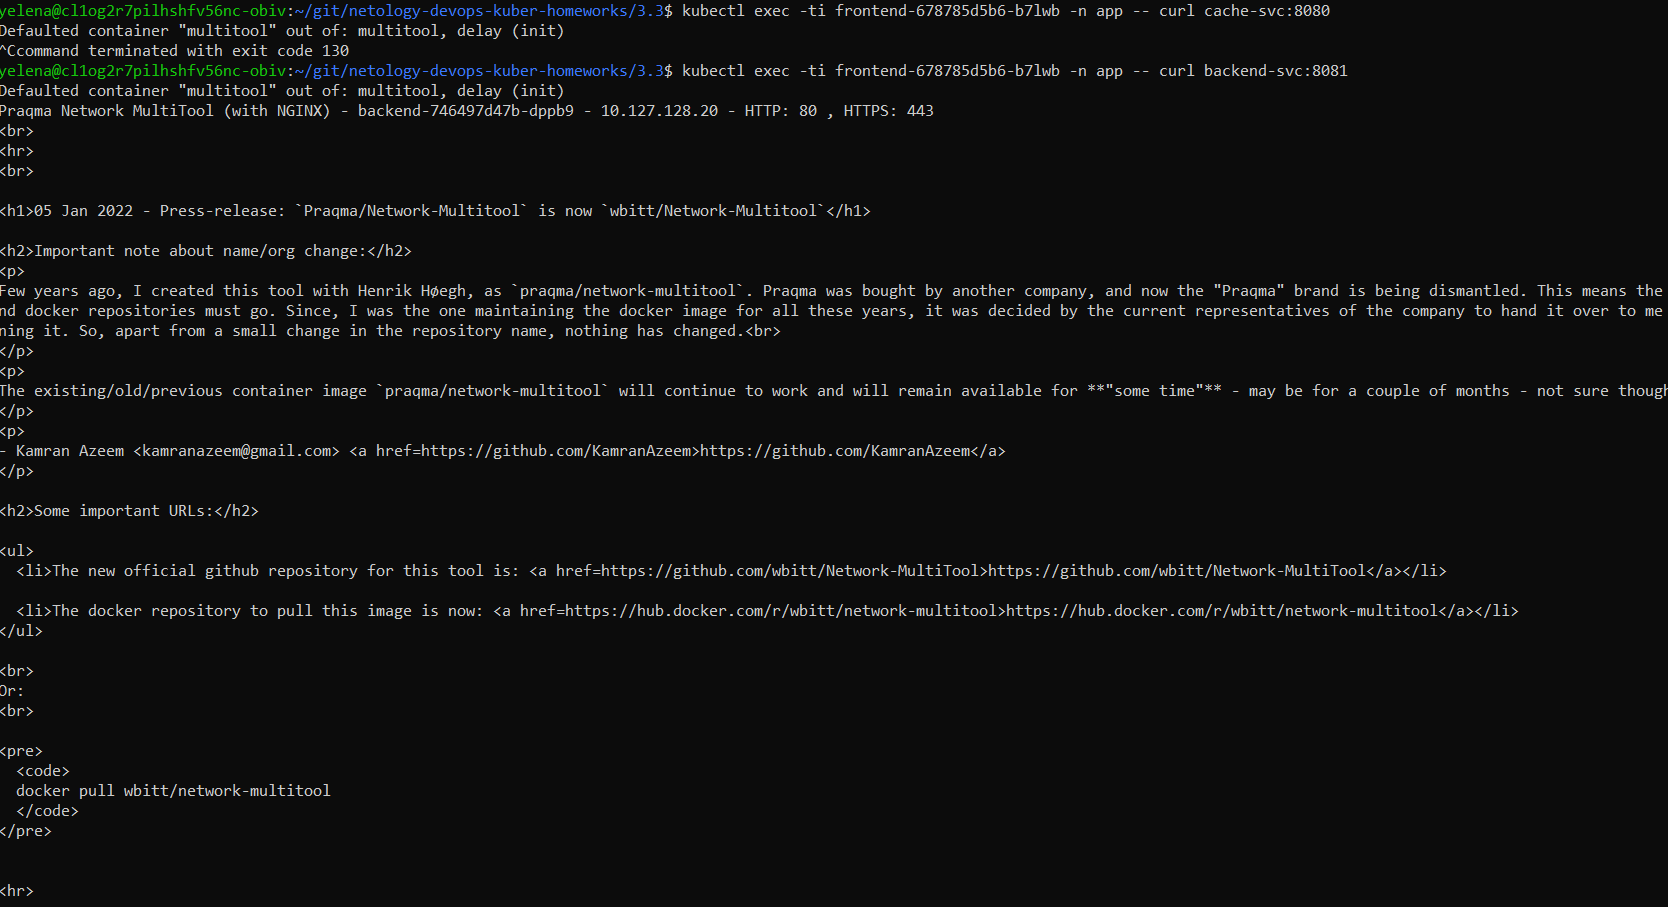 yelena@cl1og2r7pilhshfv56nc-obiv:~/git/netology-devops-kuber-homeworks/3.3$ kubectl exec -ti frontend-678785d5b6-b7lwb -n app -- curl cache-svc:8080
Defaulted container "multitool" out of: multitool, delay (init)
^Ccommand terminated with exit code 130
yelena@cl1og2r7pilhshfv56nc-obiv:~/git/netology-devops-kuber-homeworks/3.3$ kubectl exec -ti frontend-678785d5b6-b7lwb -n app -- curl backend-svc:8081
Defaulted container "multitool" out of: multitool, delay (init)
Praqma Network MultiTool (with NGINX) - backend-746497d47b-dppb9 - 10.127.128.20 - HTTP: 80 , HTTPS: 443
<br>
<hr>
<br>
<h1>05 Jan 2022 - Press-release: `Praqma/Network-Multitool` is now `wbitt/Network-Multitool`</h1>
<h2>Important note about name/org change:</h2>
<p>
Few years ago, I created this tool with Henrik Høegh, as `praqma/network-multitool`. Praqma was bought by another company, and now the "Praqma" brand is being dismantled. This means the
nd docker repositories must go. Since, I was the one maintaining the docker image for all these years, it was decided by the current representatives of the company to hand it over to me
ning it. So, apart from a small change in the repository name, nothing has changed.<br>
</p>
<p>
The existing/old/previous container image `praqma/network-multitool` will continue to work and will remain available for **"some time"** - may be for a couple of months - not sure though
</p>
<p>
- Kamran Azeem <kamranazeem@gmail.com> <a href=https://github.com/KamranAzeem>https://github.com/KamranAzeem</a>
</p>
<h2>Some important URLs:</h2>
<ul>
<li>The new official github repository for this tool is: <a href=https://github.com/wbitt/Network-MultiTool>https://github.com/wbitt/Network-MultiTool</a></li>
<li>The docker repository to pull this image is now: <a href=https://hub.docker.com/r/wbitt/network-multitool>https://hub.docker.com/r/wbitt/network-multitool</a></li>
</ul>
<br>
Or:
<br>
<pre>
<code>
docker pull wbitt/network-multitool
</code>
</pre>
<hr>